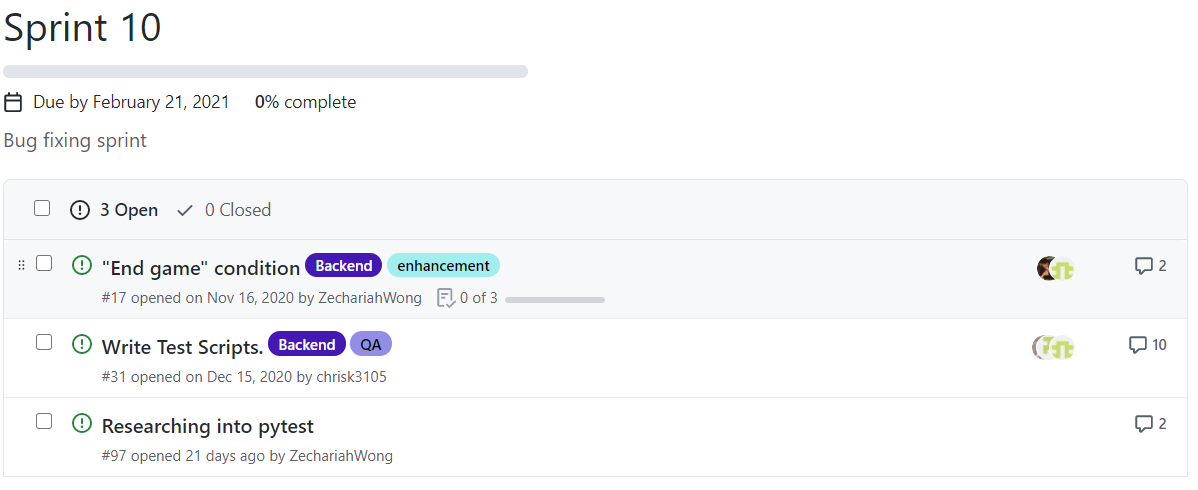 Sprint 10
Due by February 21, 2021 0% complete
Bug fixing sprint
3 Open 0 Closed
"End game" condition Backend enhancement 2
#17 opened on Nov 16, 2020 by ZechariahWong 0 of 3
Write Test Scripts. Backend QA 10
#31 opened on Dec 15, 2020 by chrisk3105
Researching into pytest 2
#97 opened 21 days ago by ZechariahWong